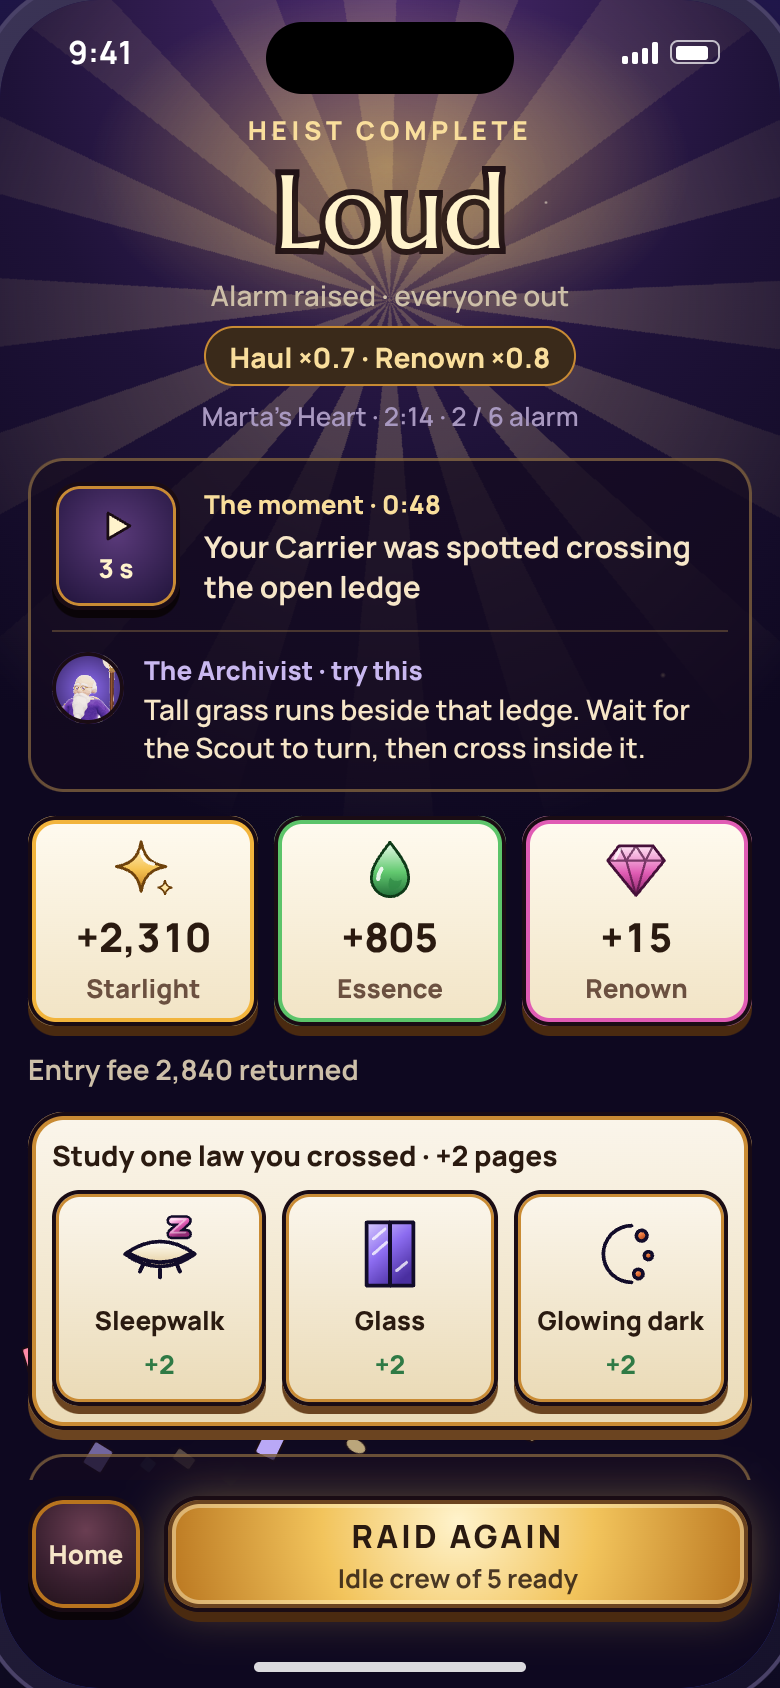 9:41
HEIST COMPLETE
Loud
Alarm raised · everyone out
Haul ×0.7 · Renown ×0.8
Marta's Heart · 2:14 · 2 / 6 alarm
The moment · 0:48
3 s
Your Carrier was spotted crossing
the open ledge
The Archivist · try this
Tall grass runs beside that ledge. Wait for
the Scout to turn, then cross inside it.
+2,310
Starlight
+805
Essence
+15
Renown
Entry fee 2,840 returned
Study one law you crossed · +2 pages
Z
Sleepwalk
+2
Glass
+2
Glowing dark
+2
Home
RAID AGAIN
Idle crew of 5 ready